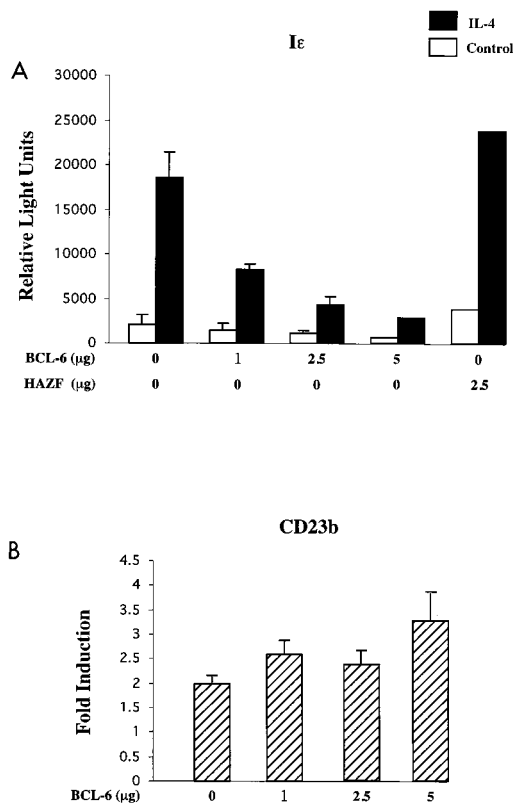 IL-4
Control
Iε
A
Relative Light Units
30000
25000
20000
15000
10000
5000
0
BCL-6 (μg) 0 1 2.5 5 0
HAZF (μg) 0 0 0 0 2.5
CD23b
B
Fold Induction
4.5
4
3.5
3
2.5
2
1.5
1
0.5
0
BCL-6 (μg) 0 1 2.5 5